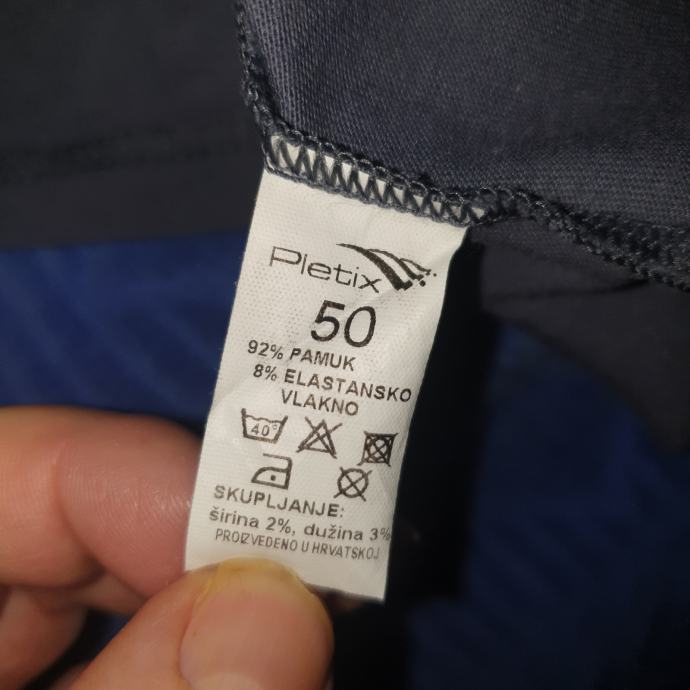 Pletix
50
92% PAMUK
8% ELASTANSKO
VLAKNO
40°
SKUPLJANJE:
širina 2%, dužina 3%
PROIZVEDENO U HRVATSKOJ